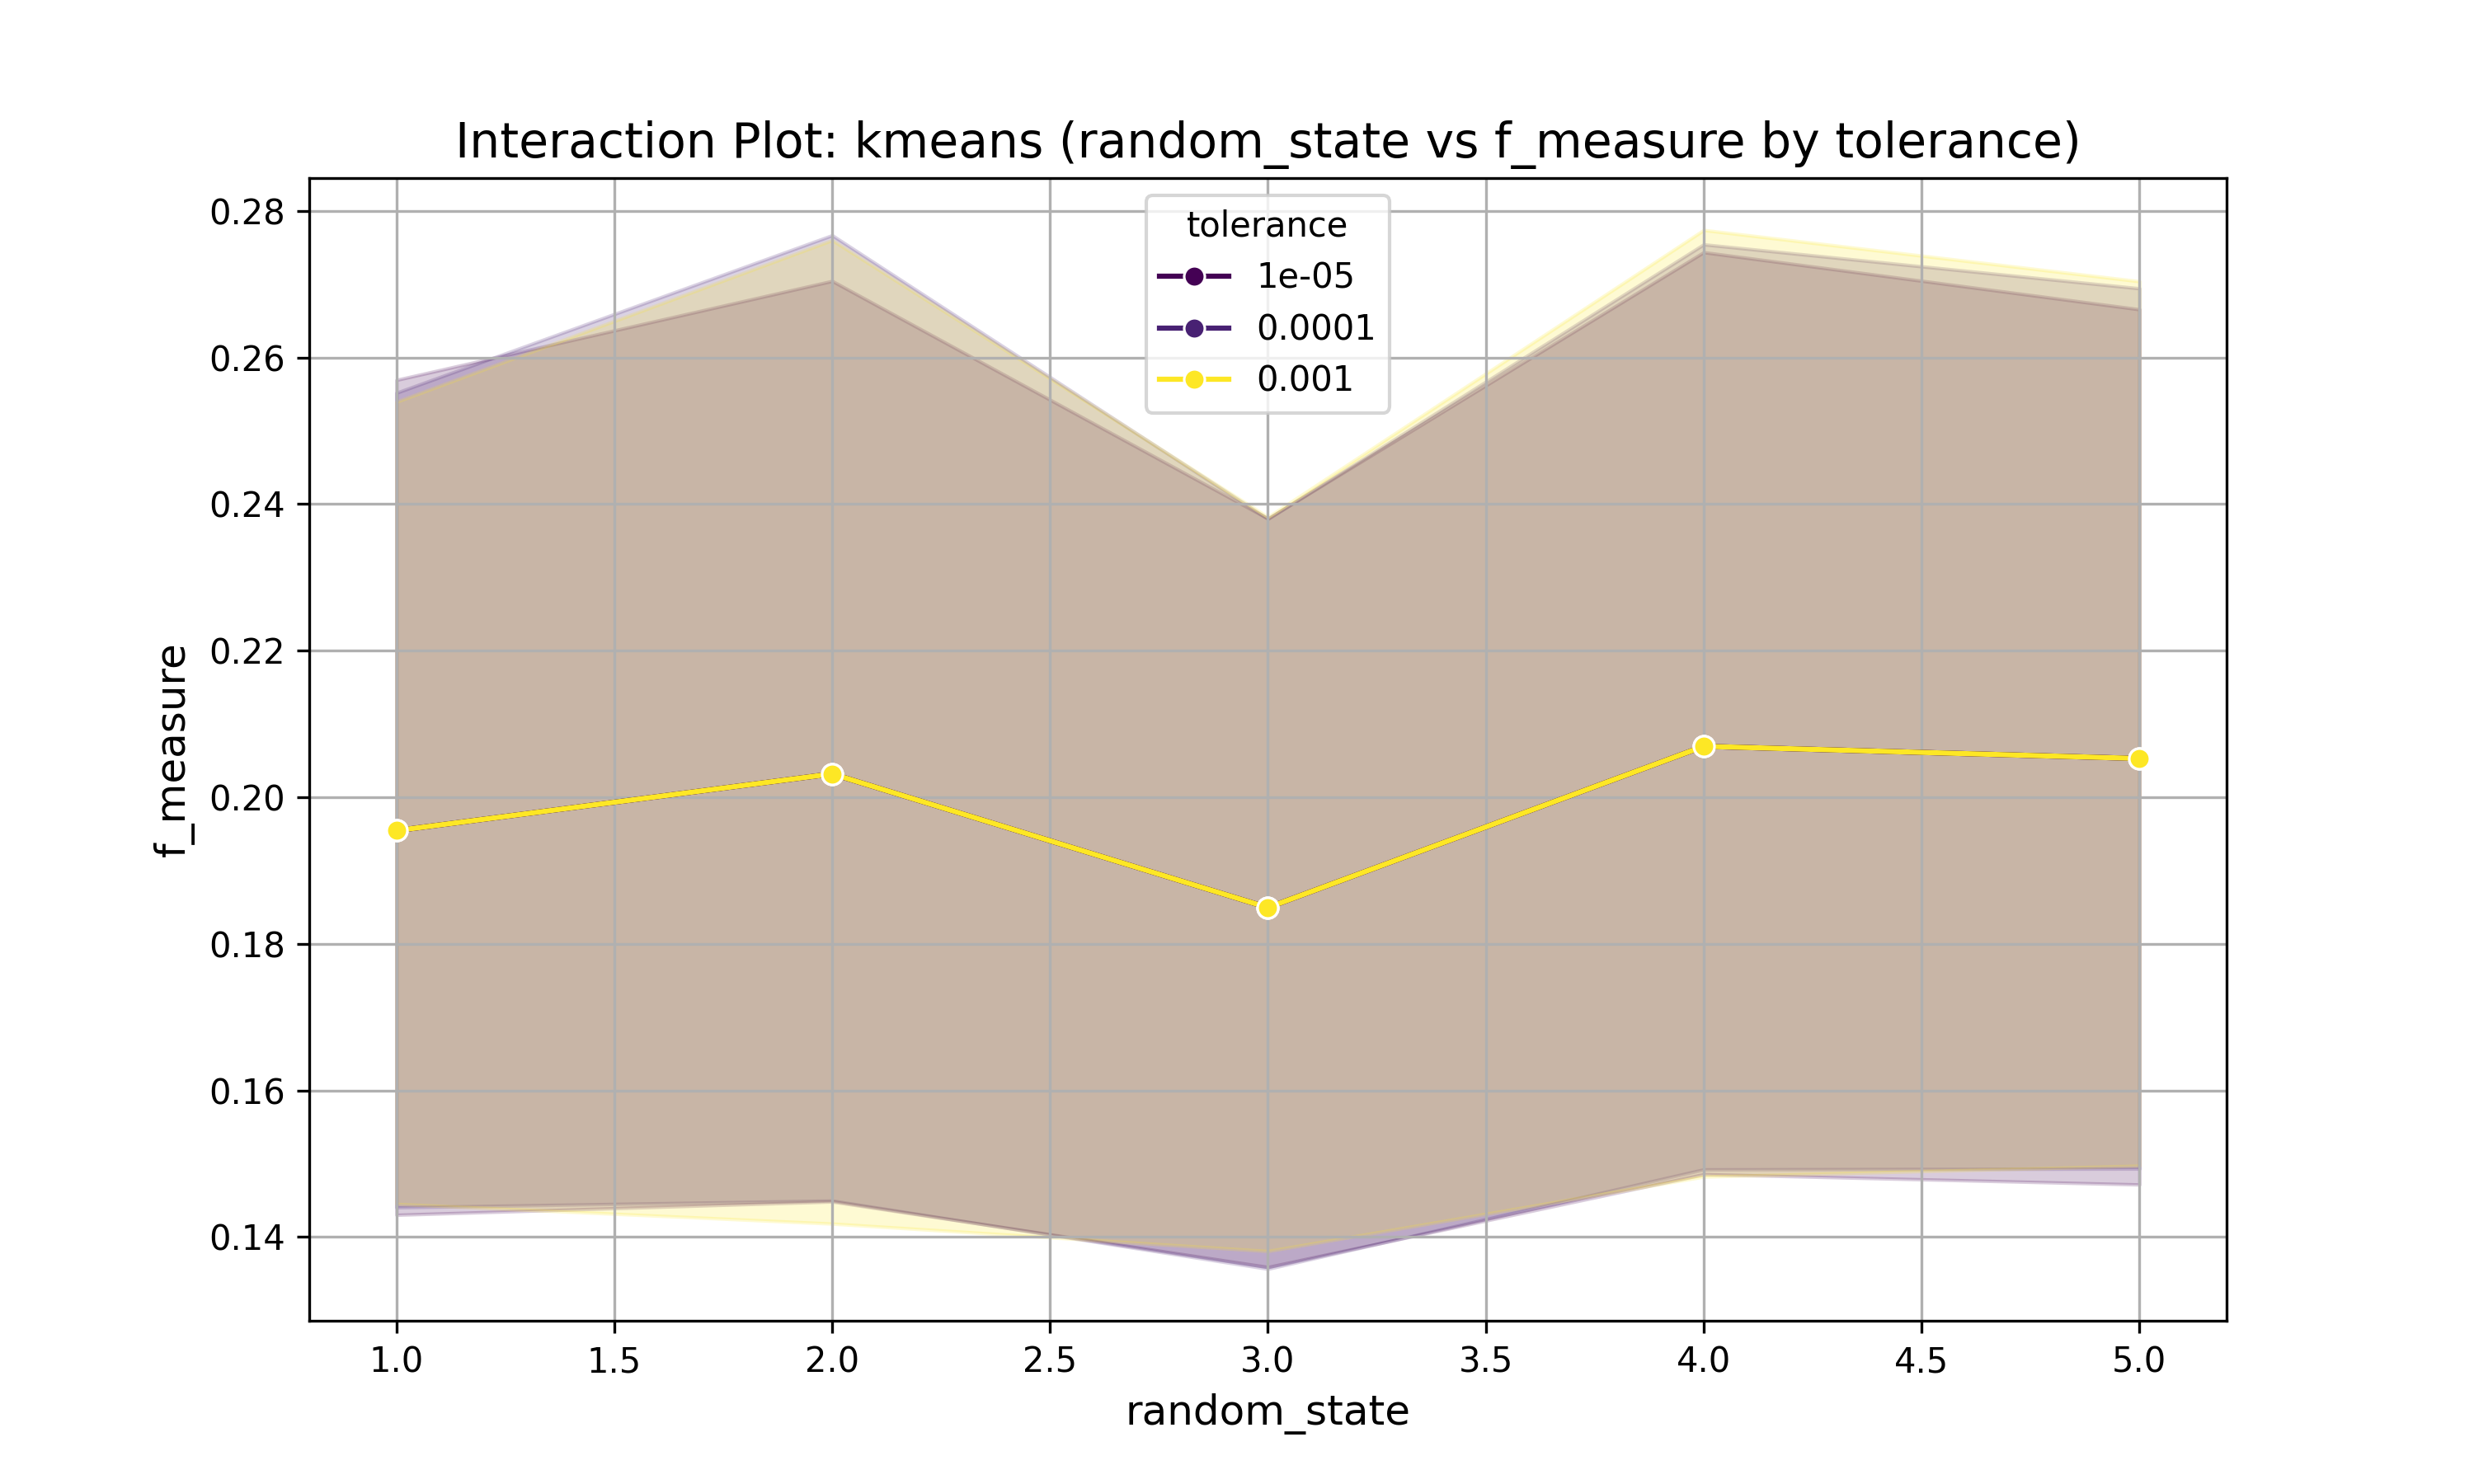 Interaction Plot: kmeans (random_state vs f_measure by tolerance)
tolerance
1e-05
0.0001
0.001
f_measure
0.28
0.26
0.24
0.22
0.20
0.18
0.16
0.14
1.0 1.5 2.0 2.5 3.0 3.5 4.0 4.5 5.0
random_state